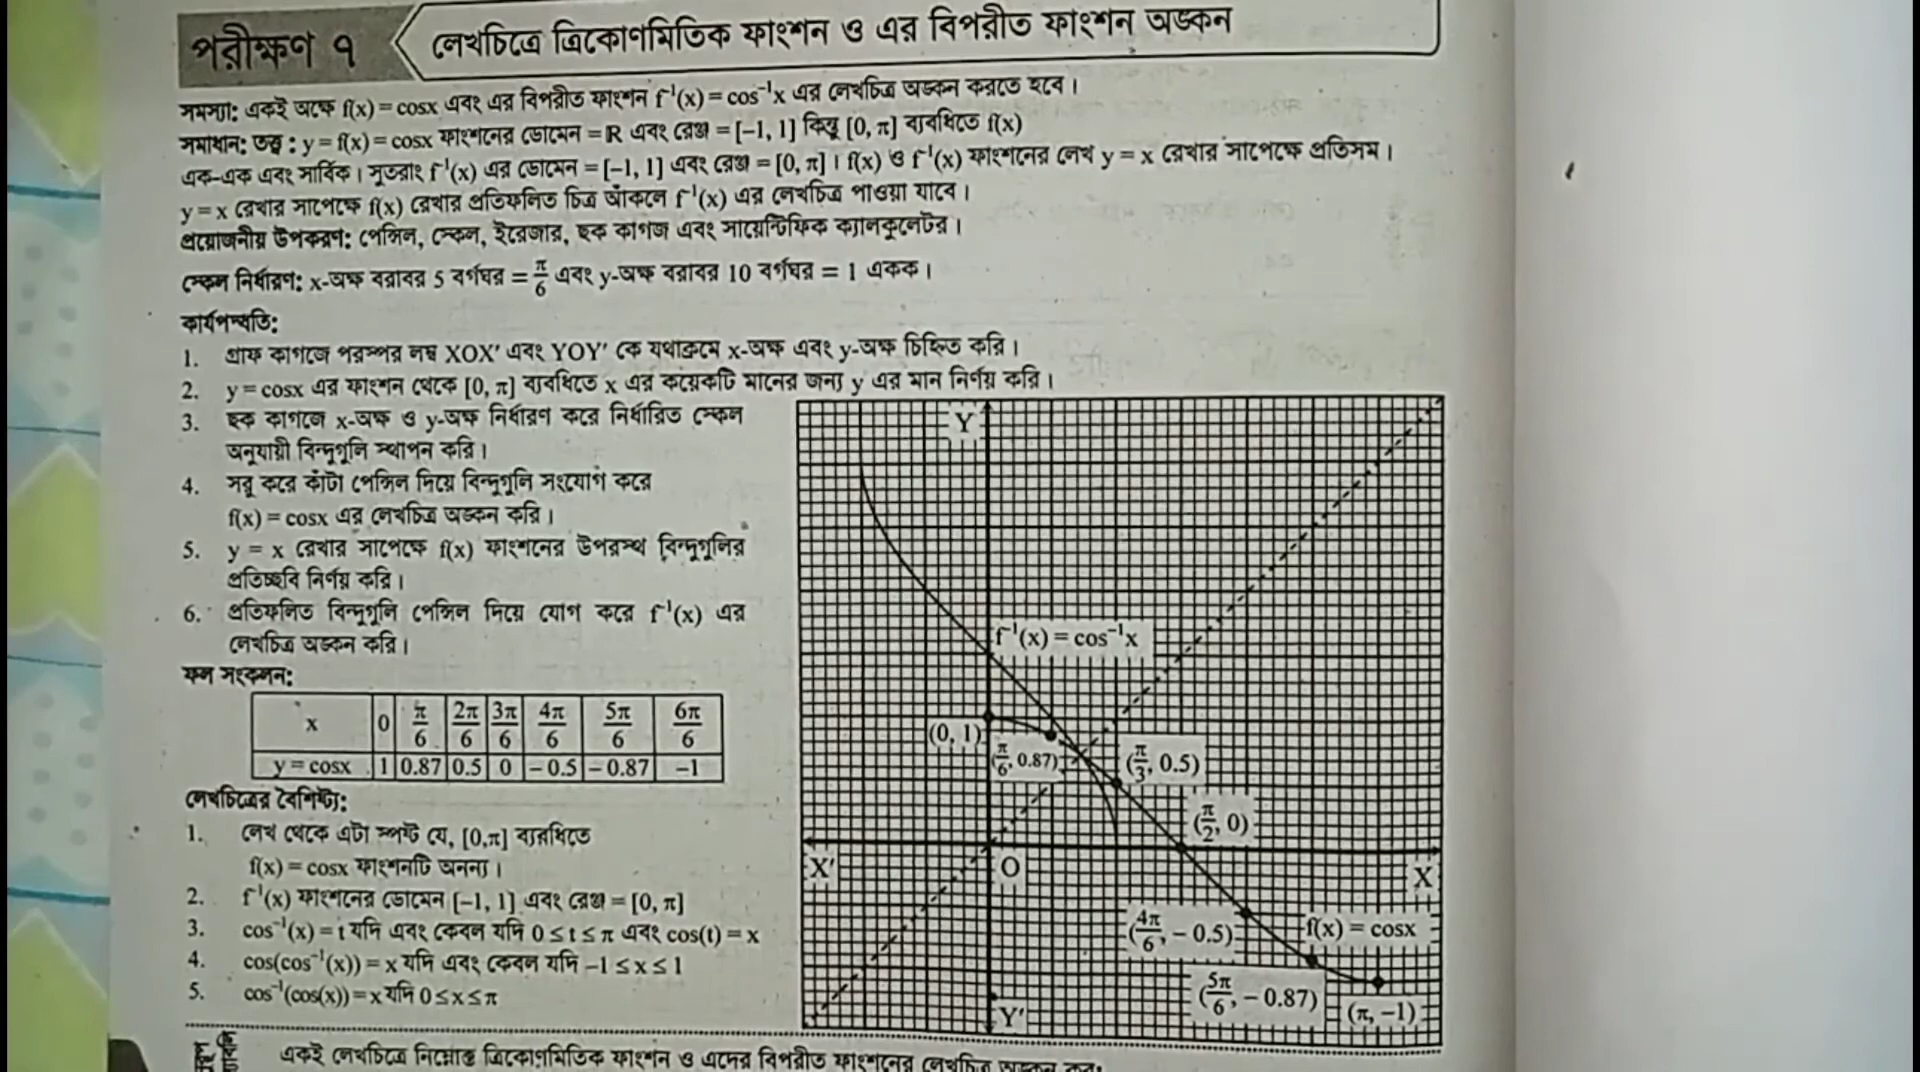 পরীক্ষণ ৭
লেখচিত্রে ত্রিকোণমিতিক ফাংশন ও এর বিপরীত ফাংশন অঙ্কন
সমস্যা: একই অক্ষে f(x) = cosx এবং এর বিপরীত ফাংশন f⁻¹(x) = cos⁻¹x এর লেখচিত্র অঙ্কন করতে হবে।
সমাধান: তত্ত্ব : y = f(x) = cosx ফাংশনের ডোমেন = ℝ এবং রেঞ্জ = [−1, 1] কিন্তু [0, π] ব্যবধিতে f(x)
এক-এক এবং সার্বিক। সুতরাং f⁻¹(x) এর ডোমেন = [−1, 1] এবং রেঞ্জ = [0, π]। f(x) ও f⁻¹(x) ফাংশনের লেখ y = x রেখার সাপেক্ষে প্রতিসম।
y = x রেখার সাপেক্ষে f(x) রেখার প্রতিফলিত চিত্র আঁকলে f⁻¹(x) এর লেখচিত্র পাওয়া যাবে।
প্রয়োজনীয় উপকরণ: পেন্সিল, স্কেল, ইরেজার, ছক কাগজ এবং সায়েন্টিফিক ক্যালকুলেটর।
স্কেল নির্ধারণ: x-অক্ষ বরাবর 5 বর্গঘর = π/6 এবং y-অক্ষ বরাবর 10 বর্গঘর = 1 একক।
কার্যপদ্ধতি:
1. গ্রাফ কাগজে পরস্পর লম্ব XOX′ এবং YOY′ কে যথাক্রমে x-অক্ষ এবং y-অক্ষ চিহ্নিত করি।
2. y = cosx এর ফাংশন থেকে [0, π] ব্যবধিতে x এর কয়েকটি মানের জন্য y এর মান নির্ণয় করি।
3. ছক কাগজে x-অক্ষ ও y-অক্ষ নির্ধারণ করে নির্ধারিত স্কেল
অনুযায়ী বিন্দুগুলি স্থাপন করি।
4. সরু করে কাঁটা পেন্সিল দিয়ে বিন্দুগুলি সংযোগ করে
f(x) = cosx এর লেখচিত্র অঙ্কন করি।
5. y = x রেখার সাপেক্ষে f(x) ফাংশনের উপরস্থ বিন্দুগুলির
প্রতিচ্ছবি নির্ণয় করি।
6. প্রতিফলিত বিন্দুগুলি পেন্সিল দিয়ে যোগ করে f⁻¹(x) এর
লেখচিত্র অঙ্কন করি।
ফল সংকলন:
x 0 π/6 2π/6 3π/6 4π/6 5π/6 6π/6
y = cosx 1 0.87 0.5 0 −0.5 −0.87 −1
লেখচিত্রের বৈশিষ্ট্য:
1. লেখ থেকে এটা স্পষ্ট যে, [0,π] ব্যবধিতে
f(x) = cosx ফাংশনটি অনন্য।
2. f⁻¹(x) ফাংশনের ডোমেন [−1, 1] এবং রেঞ্জ = [0, π]
3. cos⁻¹(x) = t যদি এবং কেবল যদি 0 ≤ t ≤ π এবং cos(t) = x
4. cos(cos⁻¹(x)) = x যদি এবং কেবল যদি −1 ≤ x ≤ 1
5. cos⁻¹(cos(x)) = x যদি 0 ≤ x ≤ π
Y
f⁻¹(x) = cos⁻¹x
(0, 1)
(π/6, 0.87)
(π/3, 0.5)
(π/2, 0)
X′
O
X
(4π/6, −0.5)
f(x) = cosx
(5π/6, −0.87)
(π, −1)
Y′
একই লেখচিত্রে নিম্নোক্ত ত্রিকোণমিতিক ফাংশন ও এদের বিপরীত ফাংশনের লেখচিত্র অঙ্কন কর: